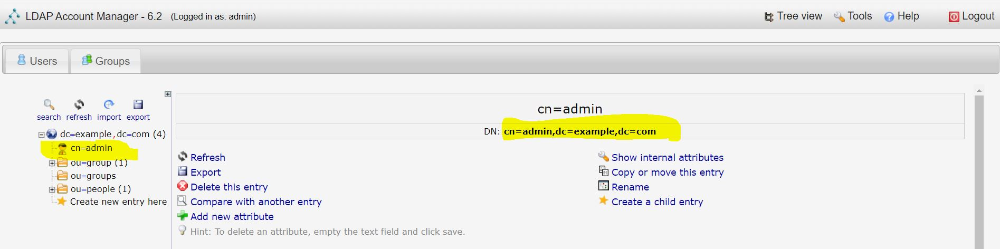 LDAP Account Manager - 6.2 (Logged in as: admin) Tree view Tools Help Logout
Users Groups
search refresh import export
dc=example,dc=com (4)
cn=admin
ou=group (1)
ou=groups
ou=people (1)
Create new entry here
cn=admin
DN: cn=admin,dc=example,dc=com
Refresh Show internal attributes
Export Copy or move this entry
Delete this entry Rename
Compare with another entry Create a child entry
Add new attribute
Hint: To delete an attribute, empty the text field and click save.